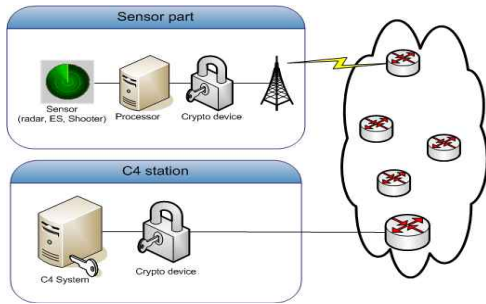 Sensor part
Sensor
(radar, ES, Shooter)
Processor
Crypto device
C4 station
C4 System
Crypto device